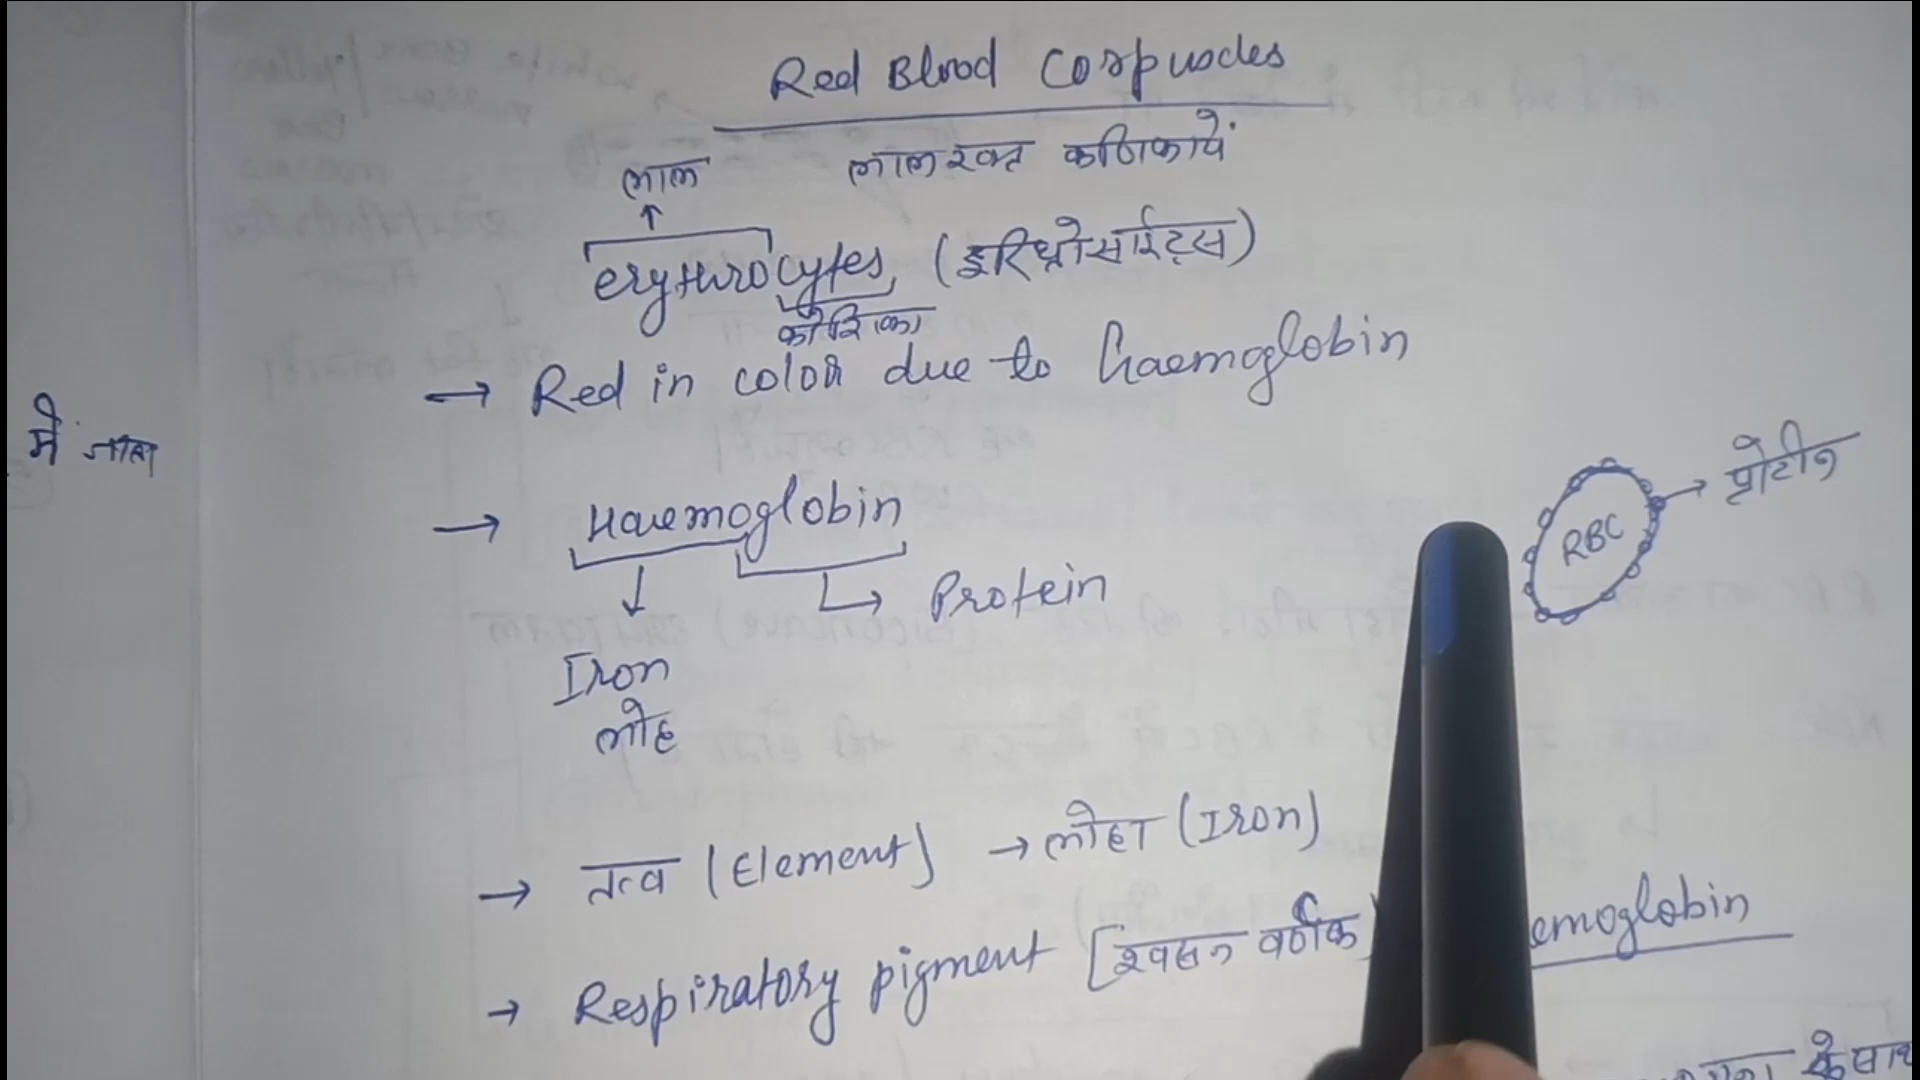 Red Blood Corpuscles
लाल रक्त कणिकायें
लाल
↑
erythrocytes, (इरिथ्रोसाईट्स)
कोशिका
→ Red in color due to haemoglobin
में
→ Haemoglobin
→ प्रोटीन
RBC
↓ → Protein
Iron
लोह
→ तत्व (Element) → लोहा (Iron)
→ Respiratory pigment [श्वसन वर्णक] emoglobin
के साथ